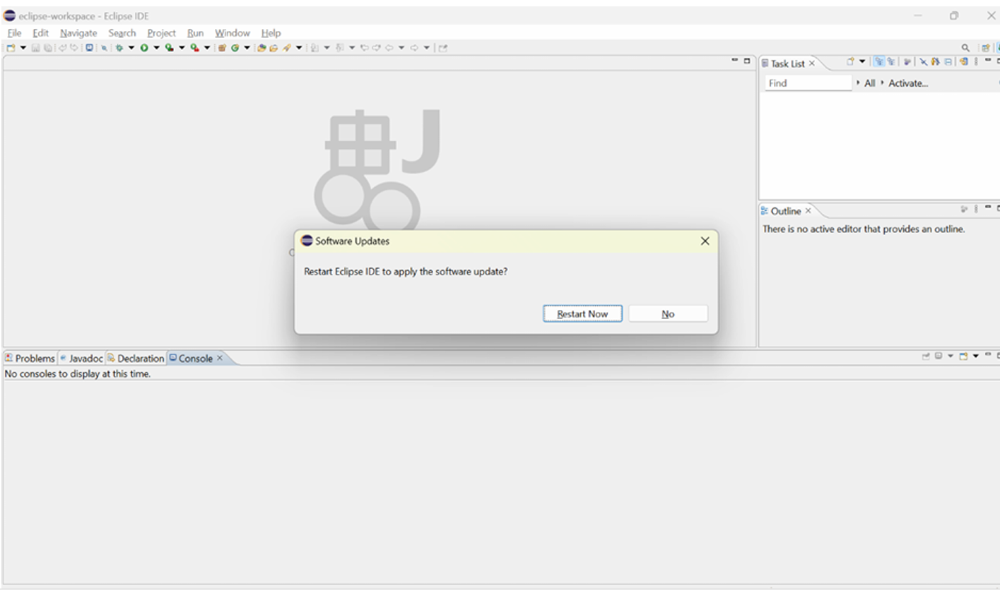 eclipse-workspace - Eclipse IDE
File Edit Navigate Search Project Run Window Help
Task List
Find All Activate...
Outline
There is no active editor that provides an outline.
Software Updates
Restart Eclipse IDE to apply the software update?
Restart Now No
Problems Javadoc Declaration Console
No consoles to display at this time.